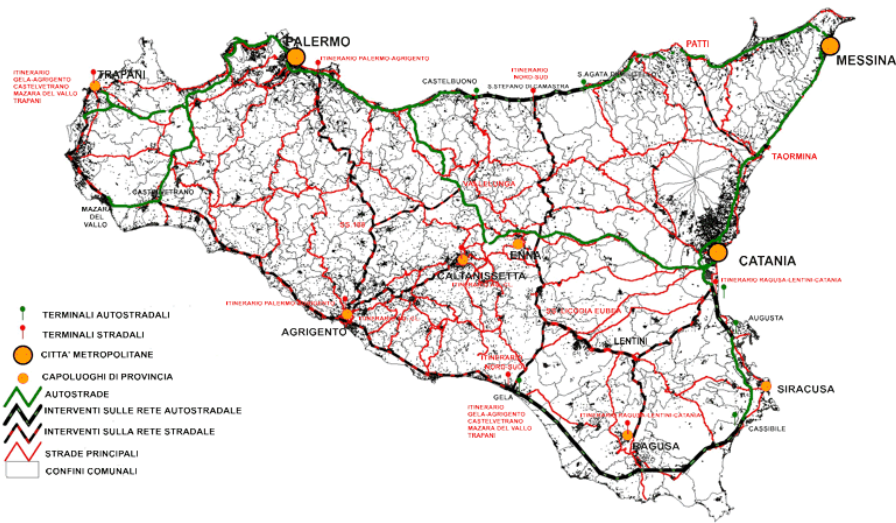 PALERMO
MESSINA
TRAPANI
ITINERARIO
GELA-AGRIGENTO
CASTELVETRANO
MAZARA DEL VALLO
TRAPANI
ITINERARIO PALERMO-AGRIGENTO
ITINERARIO
NORD-SUD
PATTI
CASTELBUONO
S.STEFANO DI CAMASTRA
TAORMINA
VALLELUNGA
CASTELVETRANO
MAZARA
DEL
VALLO
ENNA
CATANIA
CALTANISSETTA
ITINERARIO RAGUSA-LENTINI-CATANIA
AGRIGENTO
AUGUSTA
LENTINI
ITINERARIO
NORD-SUD
GELA
SIRACUSA
ITINERARIO
GELA-AGRIGENTO
CASTELVETRANO
MAZARA DEL VALLO
TRAPANI
ITINERARIO RAGUSA-LENTINI-CATANIA
CASSIBILE
RAGUSA
TERMINALI AUTOSTRADALI
TERMINALI STRADALI
CITTA' METROPOLITANE
CAPOLUOGHI DI PROVINCIA
AUTOSTRADE
INTERVENTI SULLE RETE AUTOSTRADALE
INTERVENTI SULLA RETE STRADALE
STRADE PRINCIPALI
CONFINI COMUNALI